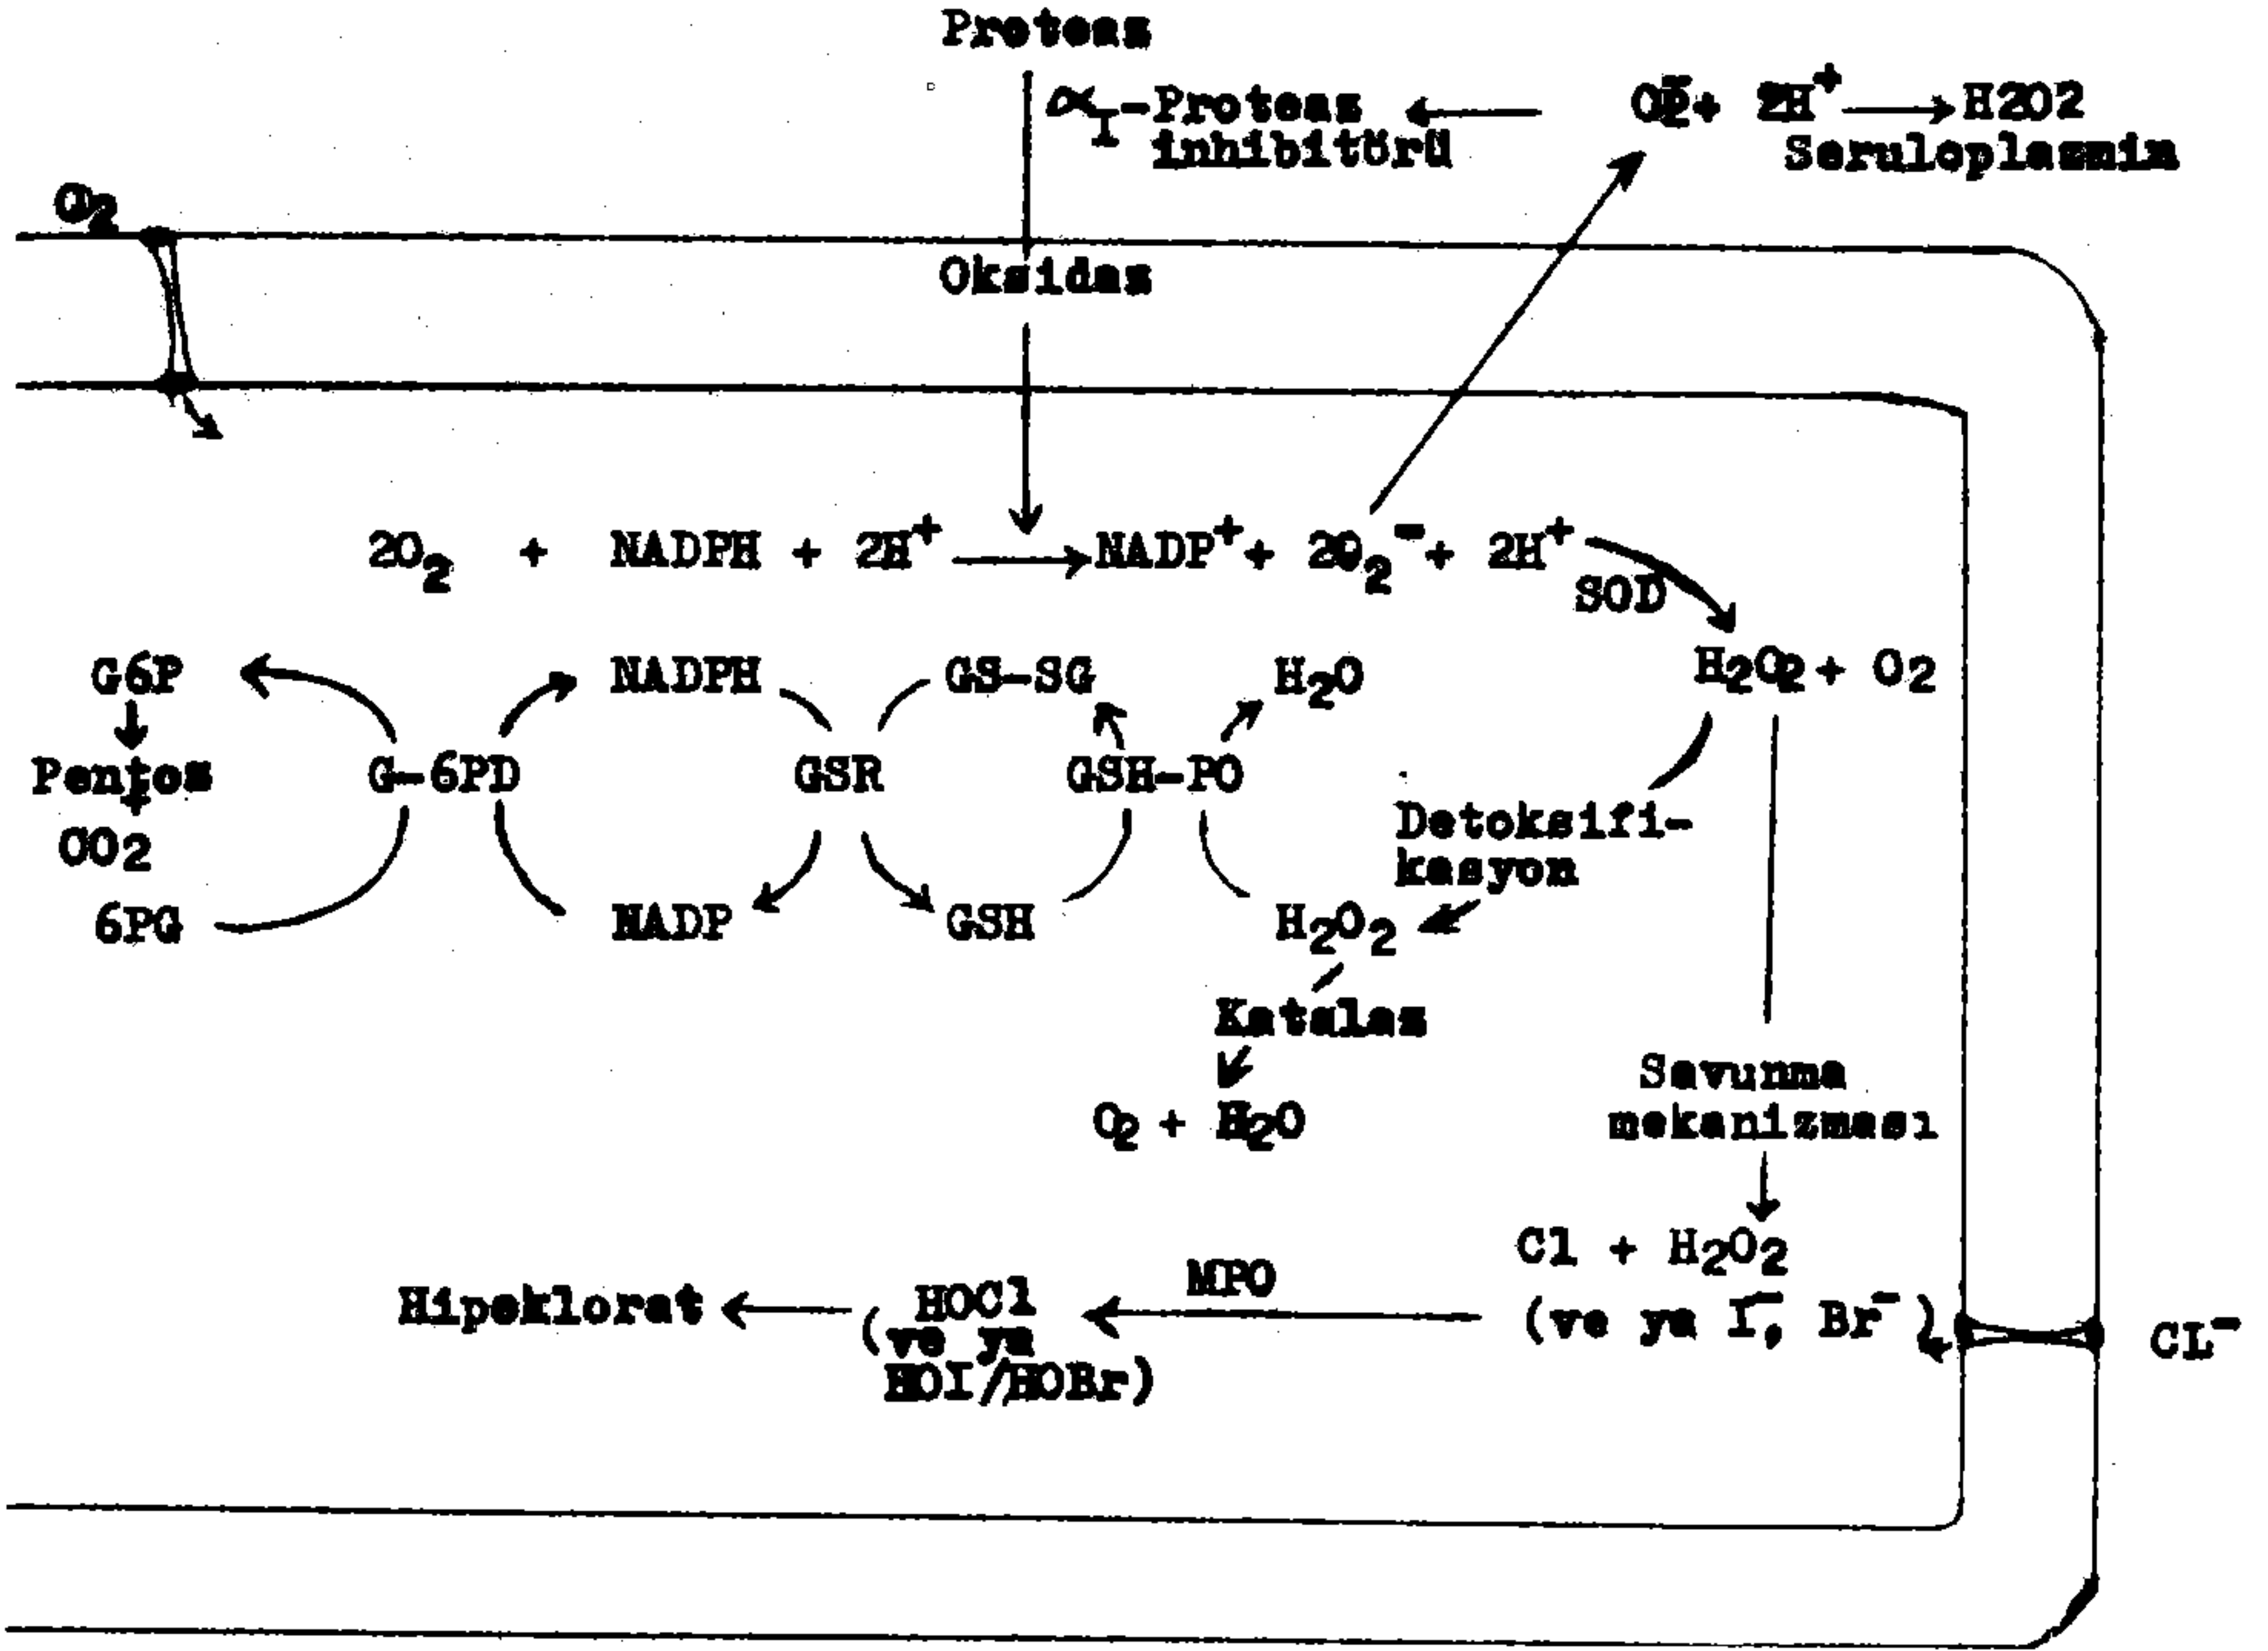 Proteaz
α1-Proteaz ← O2̄+ 2H+ → H2O2
inhibitörü Seruloplazmin
O2
Oksidaz
2O2 + NADPH + 2H+ → NADP+ + 2O2- + 2H+
SOD
G6P NADPH GS-SG H2O H2O2 + O2
Pentoz G-6PD GSR GSH-PO
+
CO2 Detoksifi-
kasyon
6PG NADP GSH H2O2
Katalaz
Savunma
O2 + H2O mekanizması
Cl + H2O2
MPO
Hipoklorat ← HOCl (ve ya I-, Br-) CL-
(ve ya
HOI/HOBr)